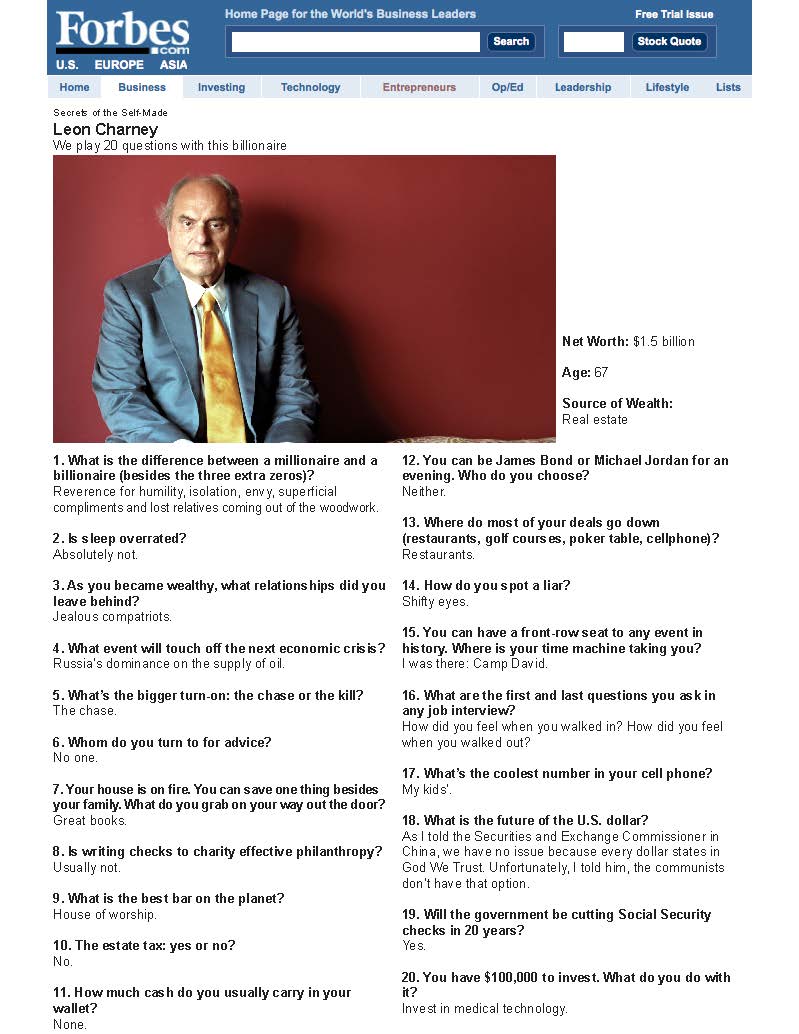 Forbes
.com
U.S. EUROPE ASIA
Home Page for the World's Business Leaders
Free Trial Issue
Search
Stock Quote
Home Business Investing Technology Entrepreneurs Op/Ed Leadership Lifestyle Lists
Secrets of the Self-Made
Leon Charney
We play 20 questions with this billionaire
Net Worth: $1.5 billion
Age: 67
Source of Wealth:
Real estate
1. What is the difference between a millionaire and a
billionaire (besides the three extra zeros)?
Reverence for humility, isolation, envy, superficial
compliments and lost relatives coming out of the woodwork.
2. Is sleep overrated?
Absolutely not.
3. As you became wealthy, what relationships did you
leave behind?
Jealous compatriots.
4. What event will touch off the next economic crisis?
Russia's dominance on the supply of oil.
5. What's the bigger turn-on: the chase or the kill?
The chase.
6. Whom do you turn to for advice?
No one.
7. Your house is on fire. You can save one thing besides
your family. What do you grab on your way out the door?
Great books.
8. Is writing checks to charity effective philanthropy?
Usually not.
9. What is the best bar on the planet?
House of worship.
10. The estate tax: yes or no?
No.
11. How much cash do you usually carry in your
wallet?
None.
12. You can be James Bond or Michael Jordan for an
evening. Who do you choose?
Neither.
13. Where do most of your deals go down
(restaurants, golf courses, poker table, cellphone)?
Restaurants.
14. How do you spot a liar?
Shifty eyes.
15. You can have a front-row seat to any event in
history. Where is your time machine taking you?
I was there: Camp David.
16. What are the first and last questions you ask in
any job interview?
How did you feel when you walked in? How did you feel
when you walked out?
17. What's the coolest number in your cell phone?
My kids'.
18. What is the future of the U.S. dollar?
As I told the Securities and Exchange Commissioner in
China, we have no issue because every dollar states in
God We Trust. Unfortunately, I told him, the communists
don't have that option.
19. Will the government be cutting Social Security
checks in 20 years?
Yes.
20. You have $100,000 to invest. What do you do with
it?
Invest in medical technology.